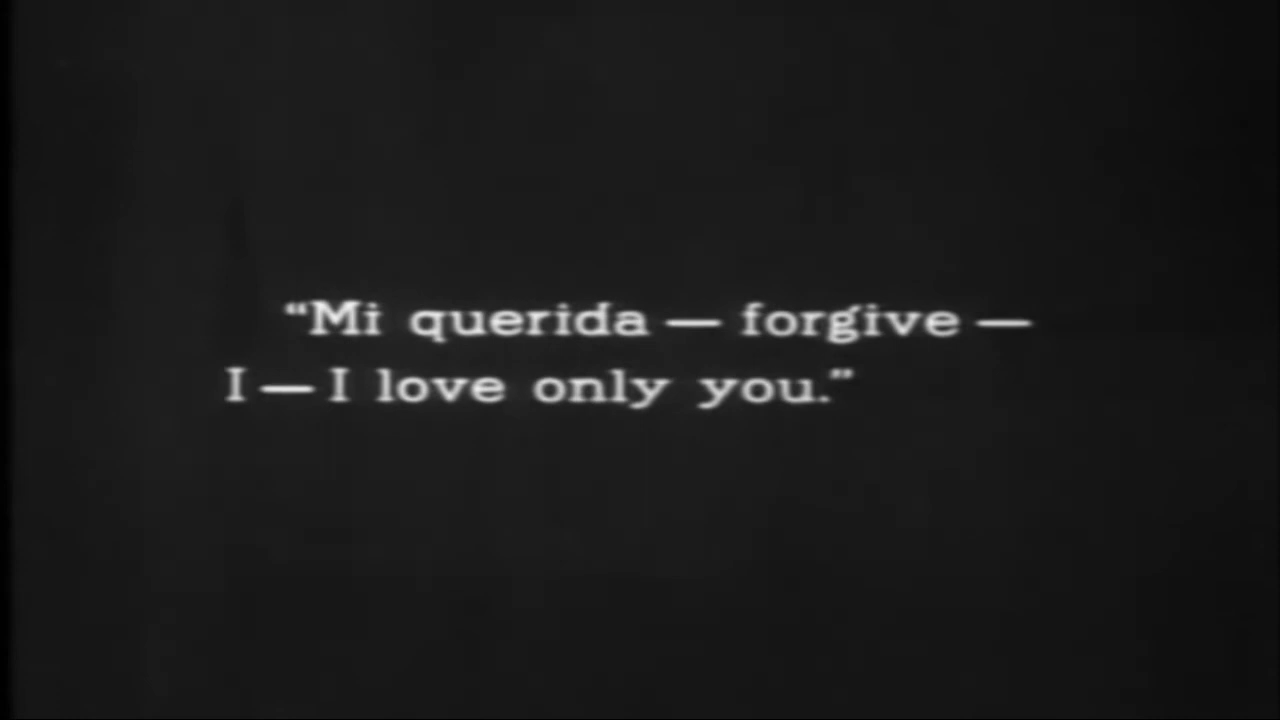 “Mi querida — forgive —
I — I love only you.”